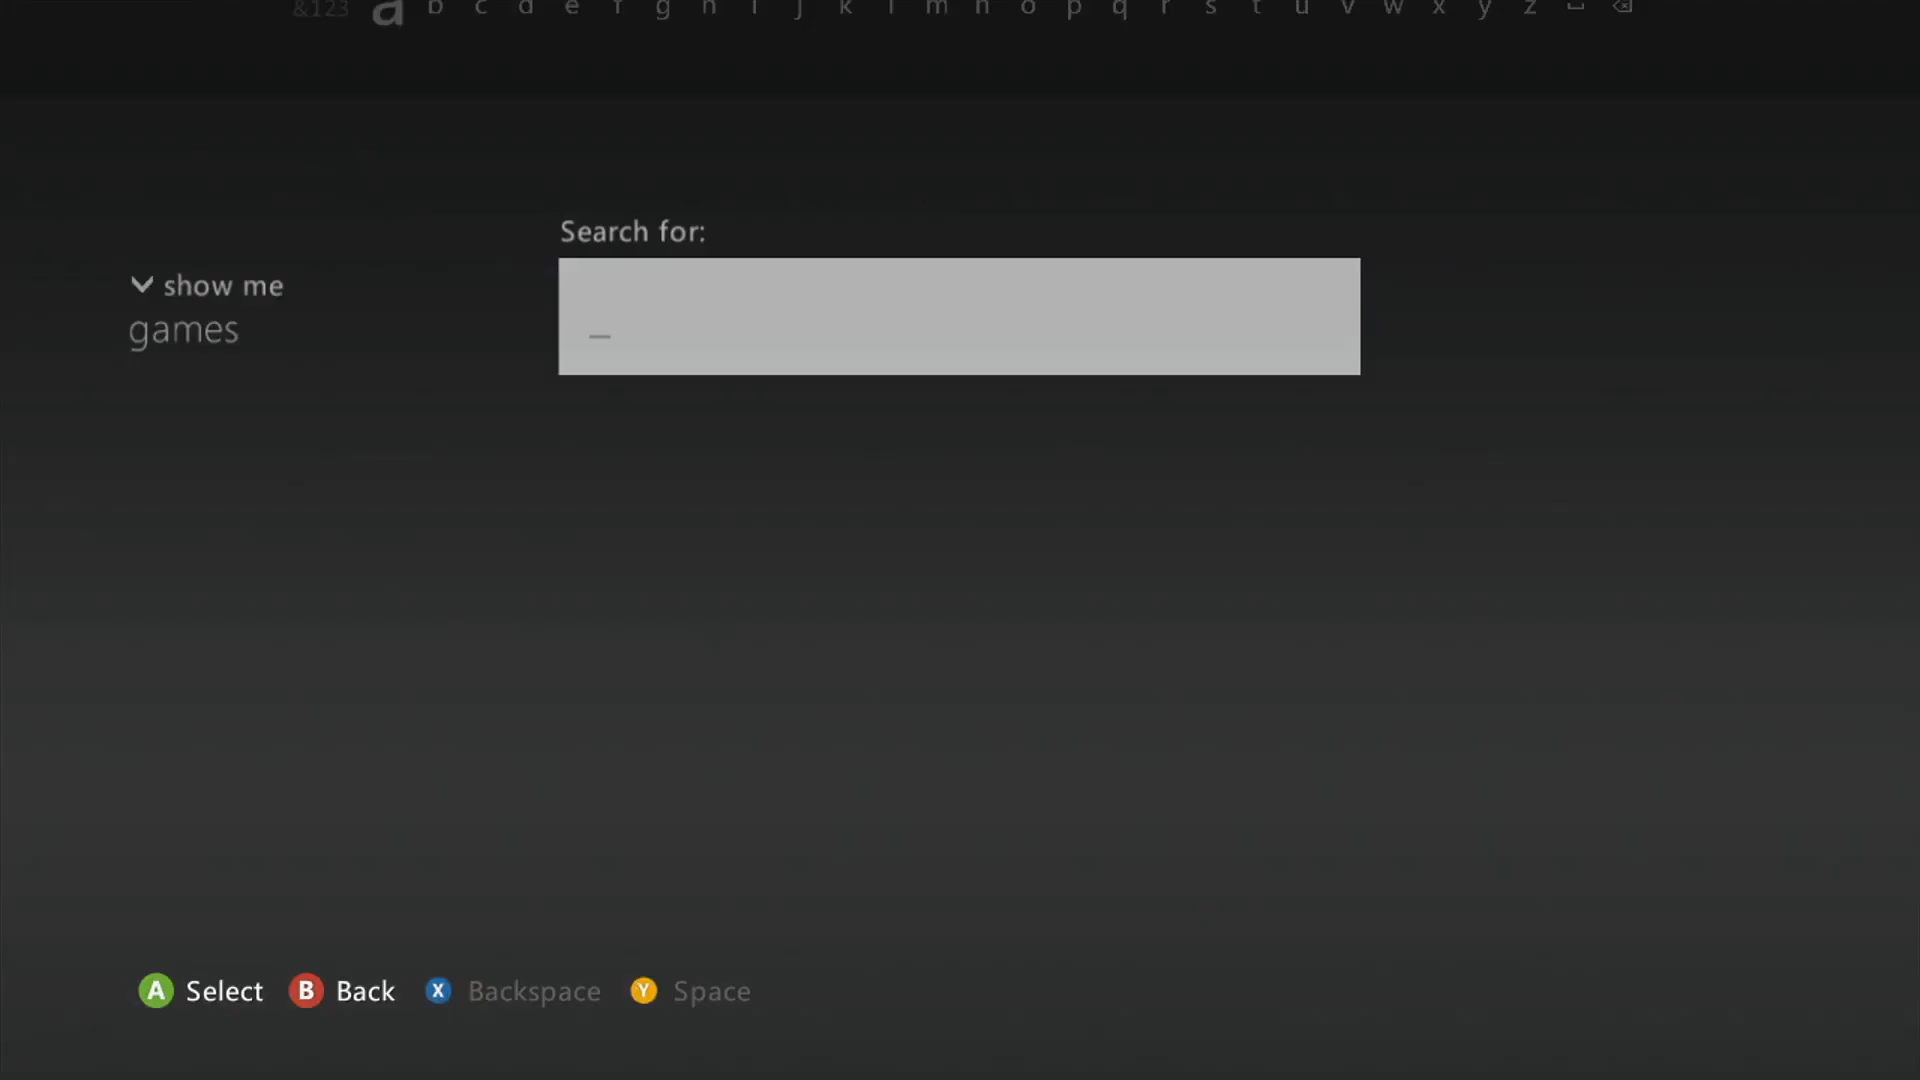 &123 a b c d e f g h i j k l m n o p q r s t u v w x y z
Search for:
show me
games
_
A Select B Back X Backspace Y Space